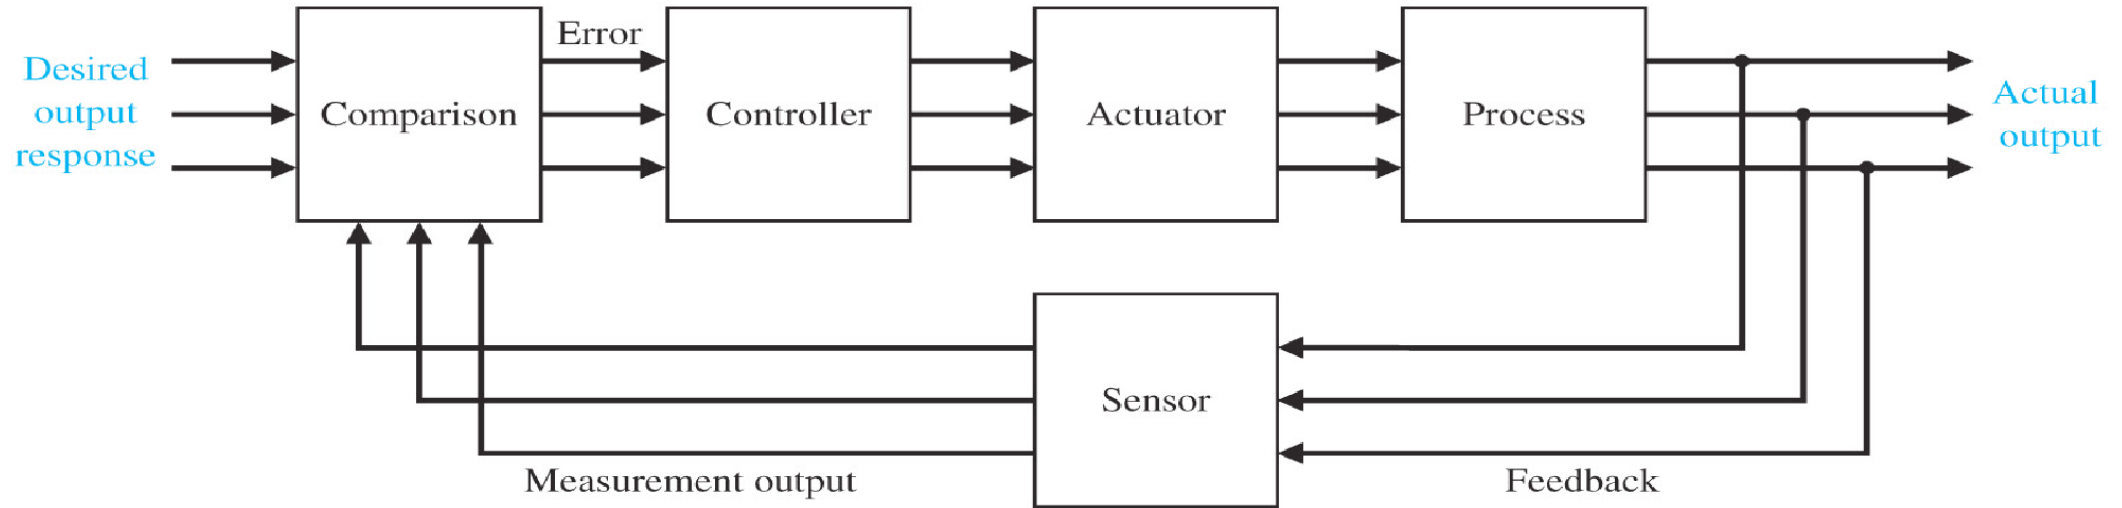 Desired
output
response
Comparison
Error
Controller
Actuator
Process
Actual
output
Sensor
Measurement output
Feedback